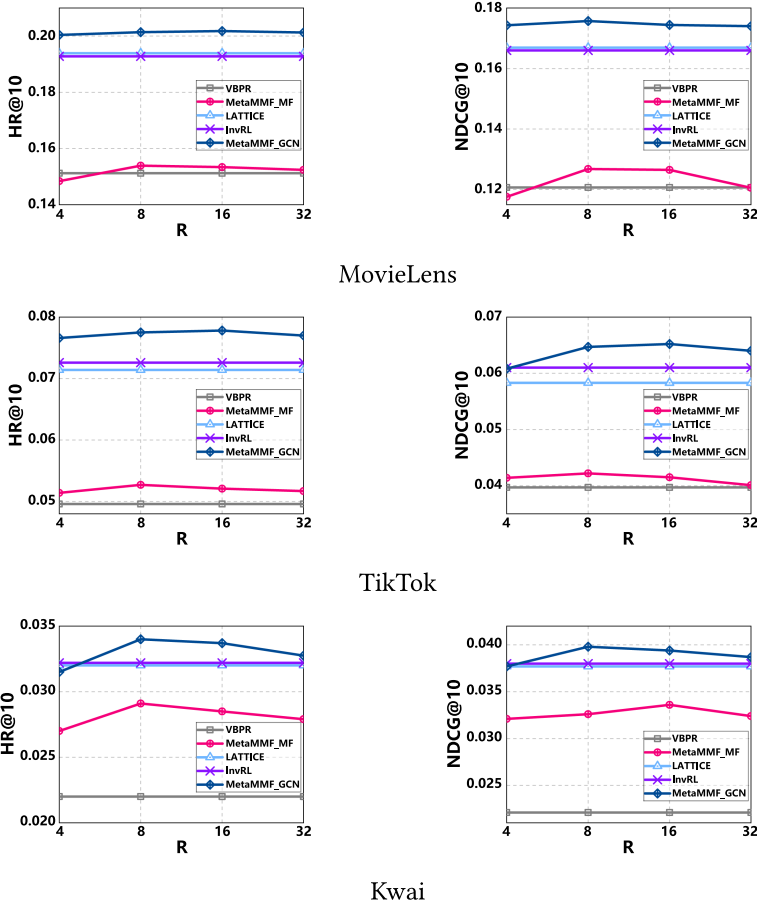 HR@10
0.20
0.18
0.16
0.14
VBPR
MetaMMF_MF
LATTICE
InvRL
MetaMMF_GCN
4 8 16 32
R
NDCG@10
0.18
0.16
0.14
0.12
VBPR
MetaMMF_MF
LATTICE
InvRL
MetaMMF_GCN
4 8 16 32
R
MovieLens
HR@10
0.08
0.07
0.06
0.05
VBPR
MetaMMF_MF
LATTICE
InvRL
MetaMMF_GCN
4 8 16 32
R
NDCG@10
0.07
0.06
0.05
0.04
VBPR
MetaMMF_MF
LATTICE
InvRL
MetaMMF_GCN
4 8 16 32
R
TikTok
HR@10
0.035
0.030
0.025
0.020
VBPR
MetaMMF_MF
LATTICE
InvRL
MetaMMF_GCN
4 8 16 32
R
NDCG@10
0.040
0.035
0.030
0.025
VBPR
MetaMMF_MF
LATTICE
InvRL
MetaMMF_GCN
4 8 16 32
R
Kwai